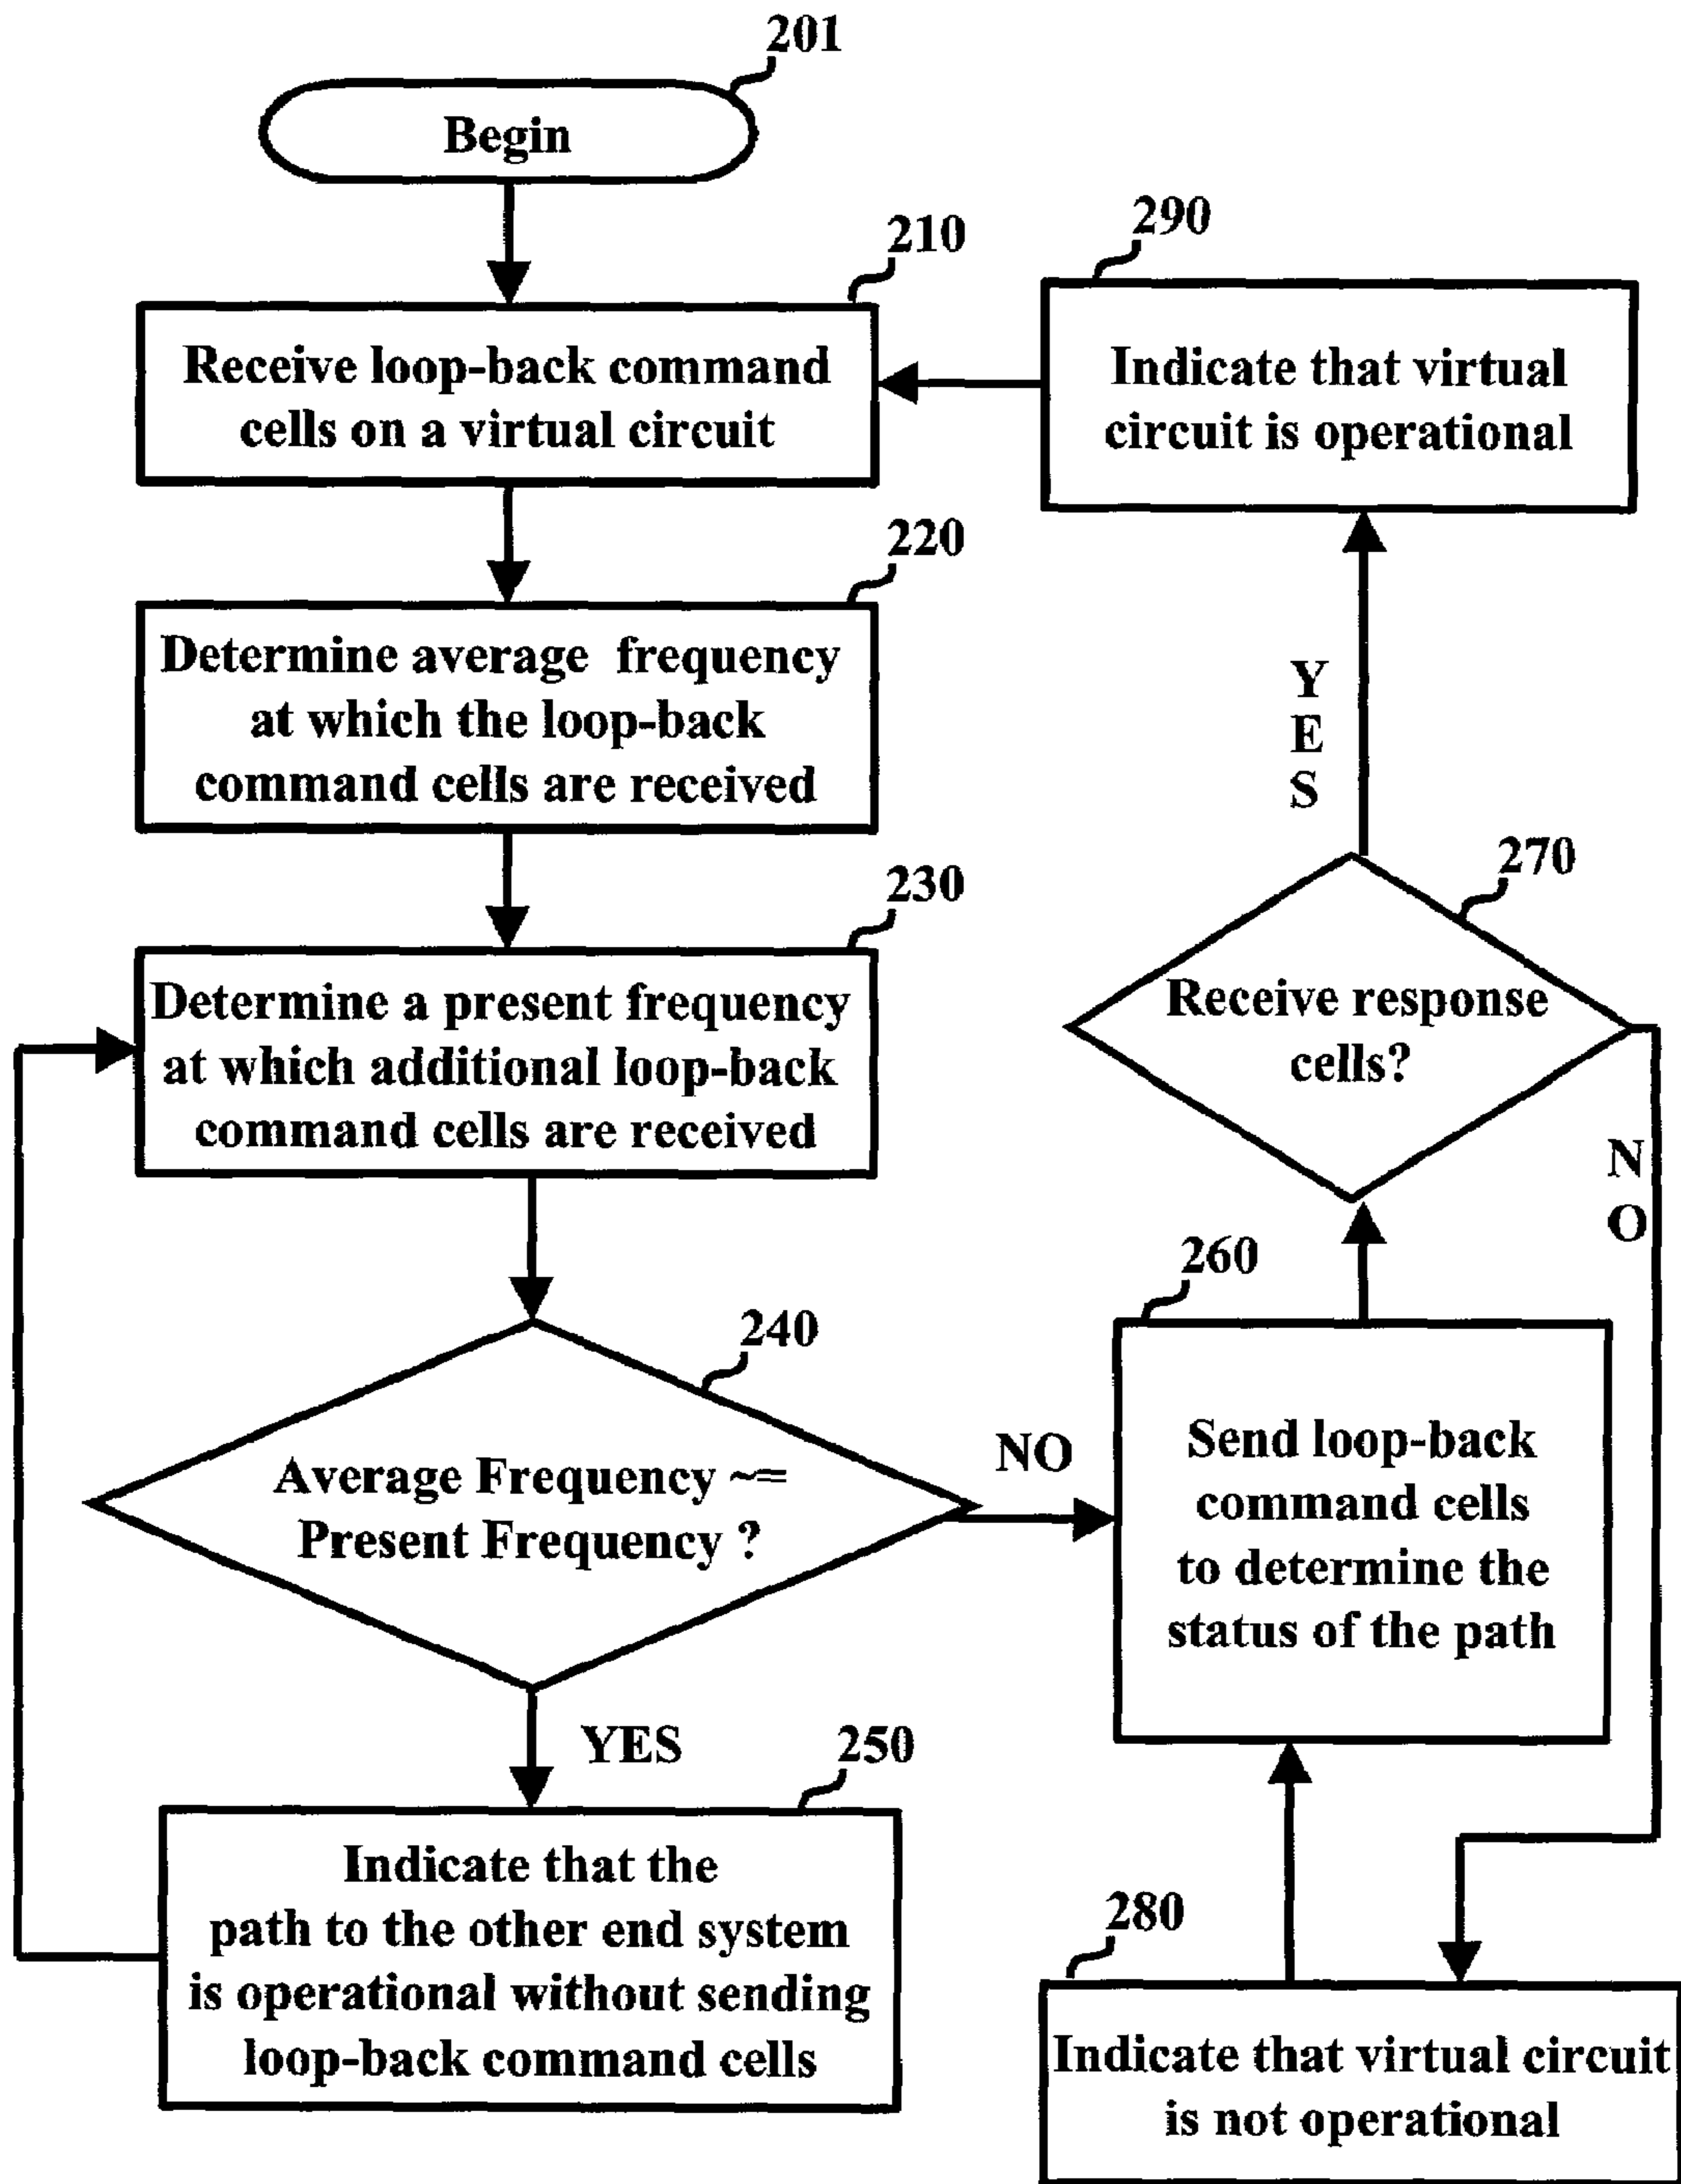 201
Begin
210
Receive loop-back command
cells on a virtual circuit
220
Determine average frequency
at which the loop-back
command cells are received
230
Determine a present frequency
at which additional loop-back
command cells are received
240
Average Frequency ~=
Present Frequency ?
NO
YES
250
Indicate that the
path to the other end system
is operational without sending
loop-back command cells
260
Send loop-back
command cells
to determine the
status of the path
270
Receive response
cells?
YES
NO
280
Indicate that virtual circuit
is not operational
290
Indicate that virtual
circuit is operational